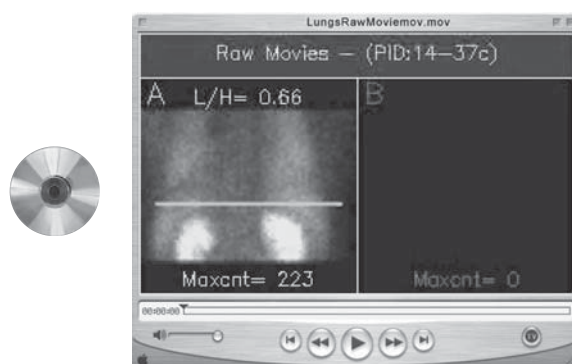 LungsRawMoviemov.mov
Raw Movies – (PID:14–37c)
A L/H= 0.66
B
Maxcnt= 223
Maxcnt= 0
00:00:00